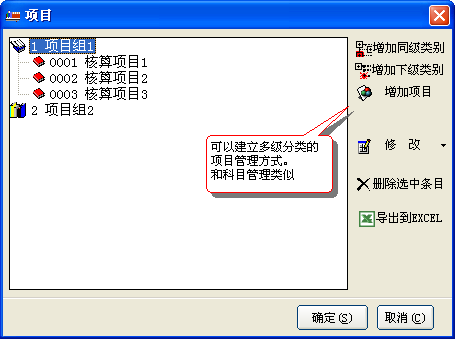 项目
1 项目组1
0001 核算项目1
0002 核算项目2
0003 核算项目3
2 项目组2
可以建立多级分类的
项目管理方式。
和科目管理类似
增加同级类别
增加下级类别
增加项目
修 改
删除选中条目
导出到EXCEL
确定(S)
取消(C)